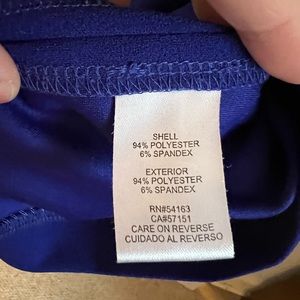 SHELL
94% POLYESTER
6% SPANDEX
EXTERIOR
94% POLYESTER
6% SPANDEX
RN#54163
CA#57151
CARE ON REVERSE
CUIDADO AL REVERSO